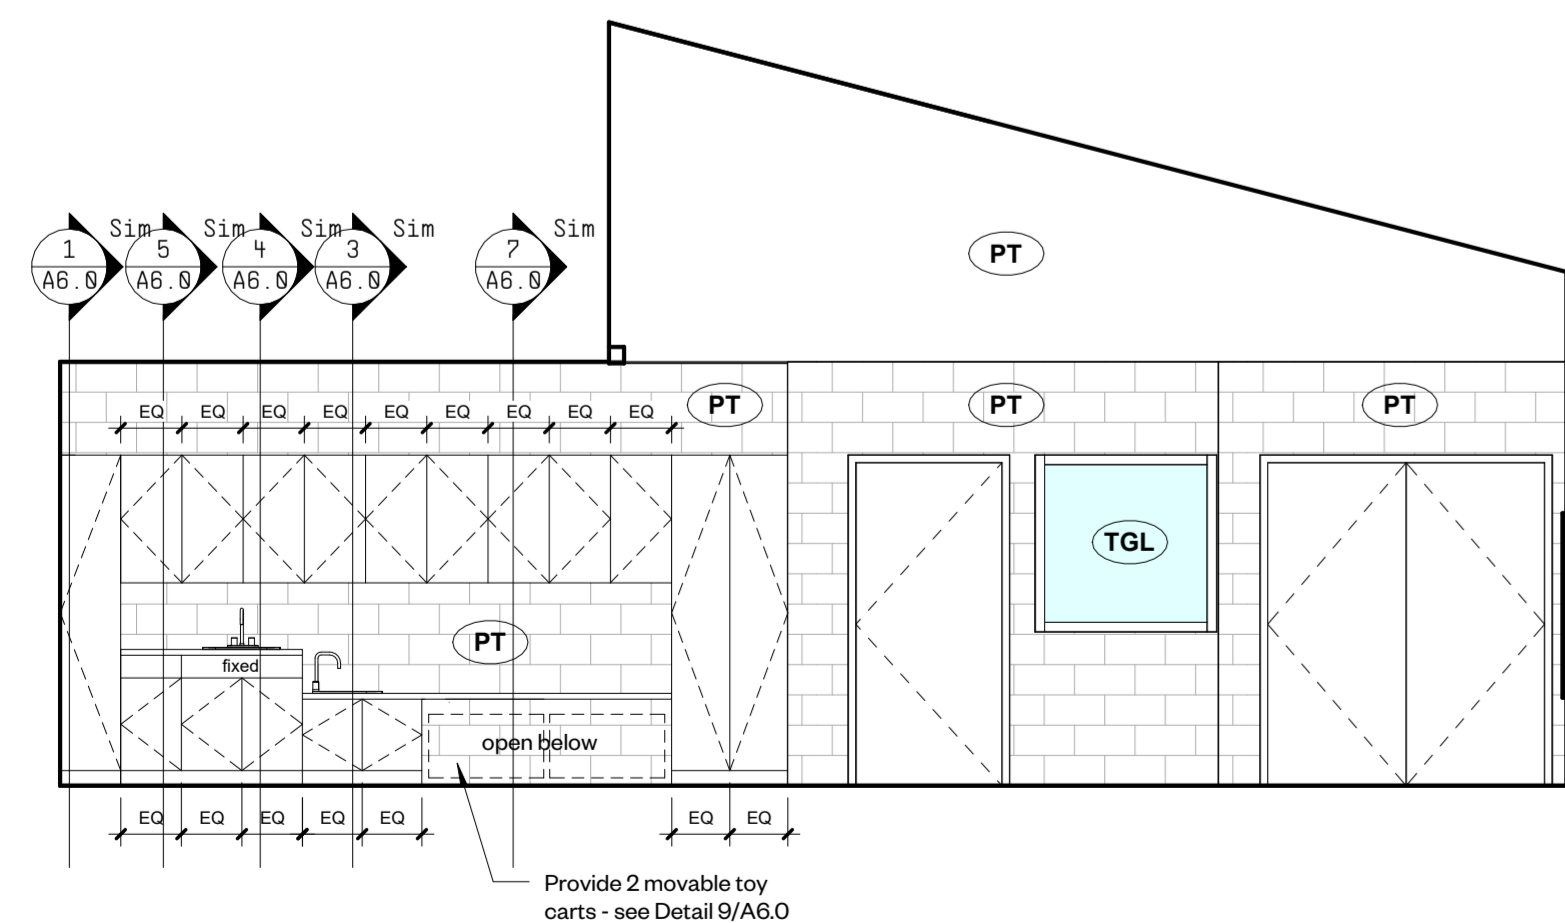 PT
Sim
Sim
Sim
Sim
Sim
1
5
4
3
7
A6.0
A6.0
A6.0
A6.0
A6.0
EQ EQ EQ EQ EQ EQ EQ EQ EQ
PT
PT
PT
TGL
PT
fixed
open below
EQ EQ EQ EQ EQ
EQ EQ
Provide 2 movable toy
carts - see Detail 9/A6.0